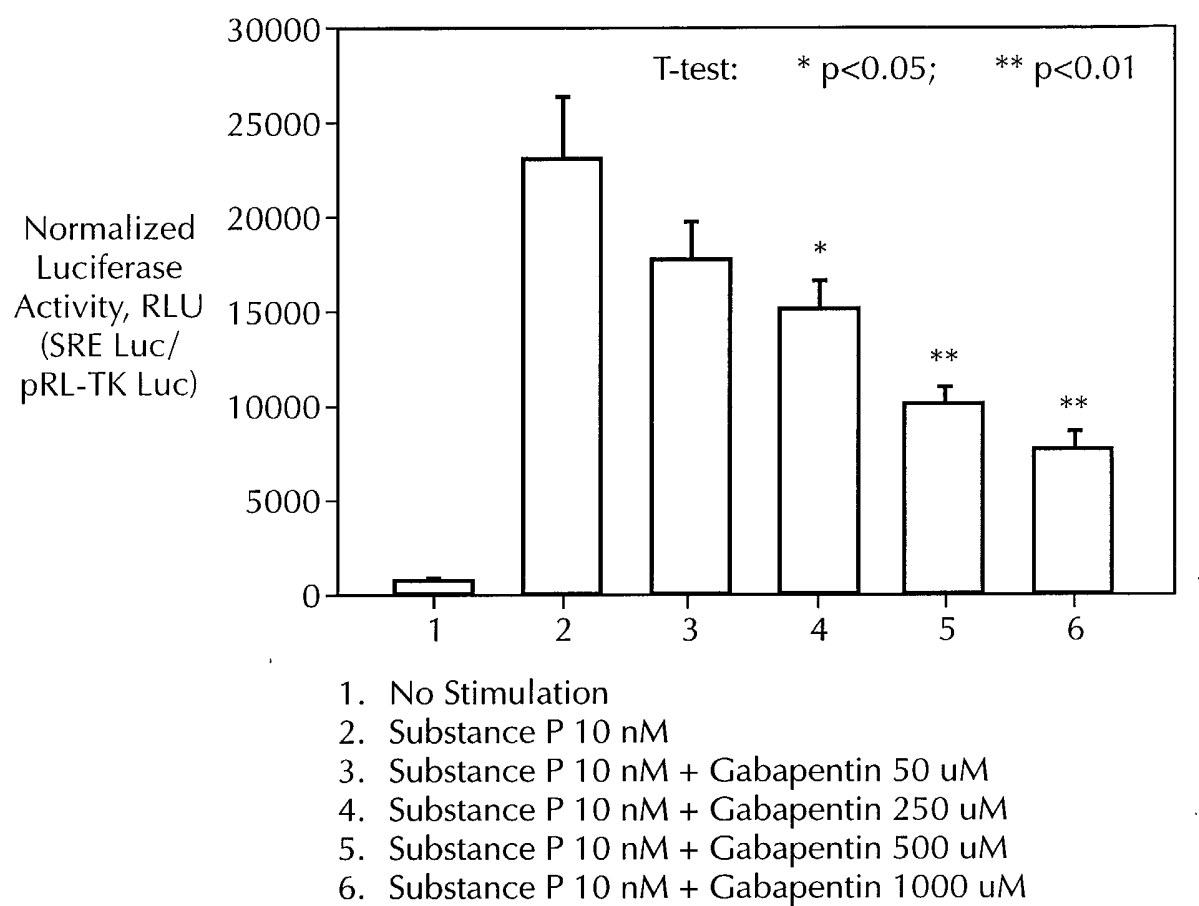 30000
T-test: * p<0.05; ** p<0.01
25000
20000
Normalized
Luciferase
Activity, RLU
(SRE Luc/
pRL-TK Luc)
15000
10000
5000
0
*
**
**
1 2 3 4 5 6
1. No Stimulation
2. Substance P 10 nM
3. Substance P 10 nM + Gabapentin 50 uM
4. Substance P 10 nM + Gabapentin 250 uM
5. Substance P 10 nM + Gabapentin 500 uM
6. Substance P 10 nM + Gabapentin 1000 uM